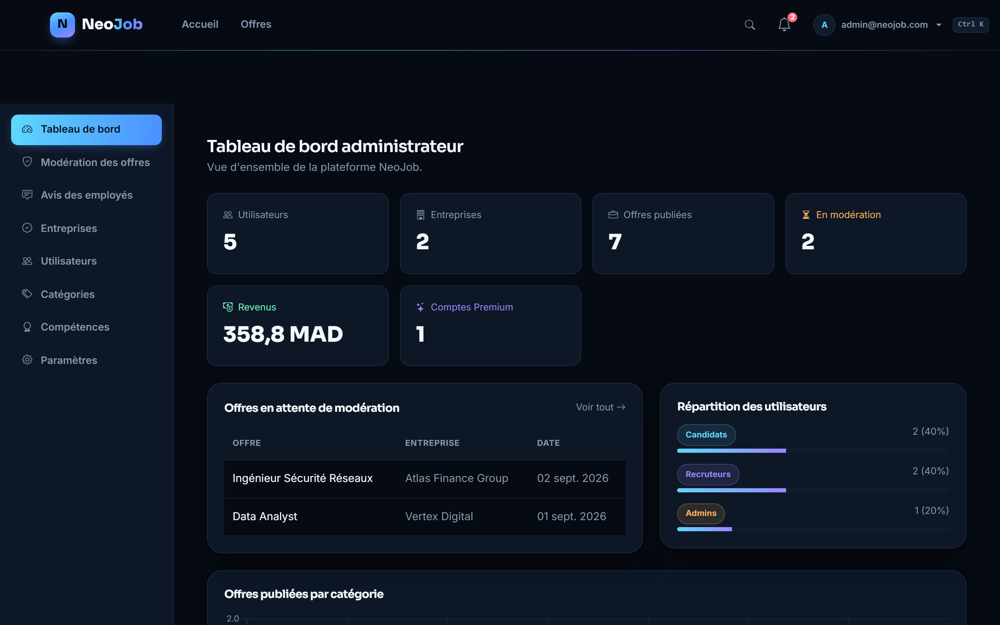 N NeoJob Accueil Offres 2 A admin@neojob.com Ctrl K
Tableau de bord
Modération des offres
Avis des employés
Entreprises
Utilisateurs
Catégories
Compétences
Paramètres
Tableau de bord administrateur
Vue d'ensemble de la plateforme NeoJob.
Utilisateurs
5
Entreprises
2
Offres publiées
7
En modération
2
Revenus
358,8 MAD
Comptes Premium
1
Offres en attente de modération Voir tout →
OFFRE ENTREPRISE DATE
Ingénieur Sécurité Réseaux Atlas Finance Group 02 sept. 2026
Data Analyst Vertex Digital 01 sept. 2026
Répartition des utilisateurs
Candidats 2 (40%)
Recruteurs 2 (40%)
Admins 1 (20%)
Offres publiées par catégorie
2.0